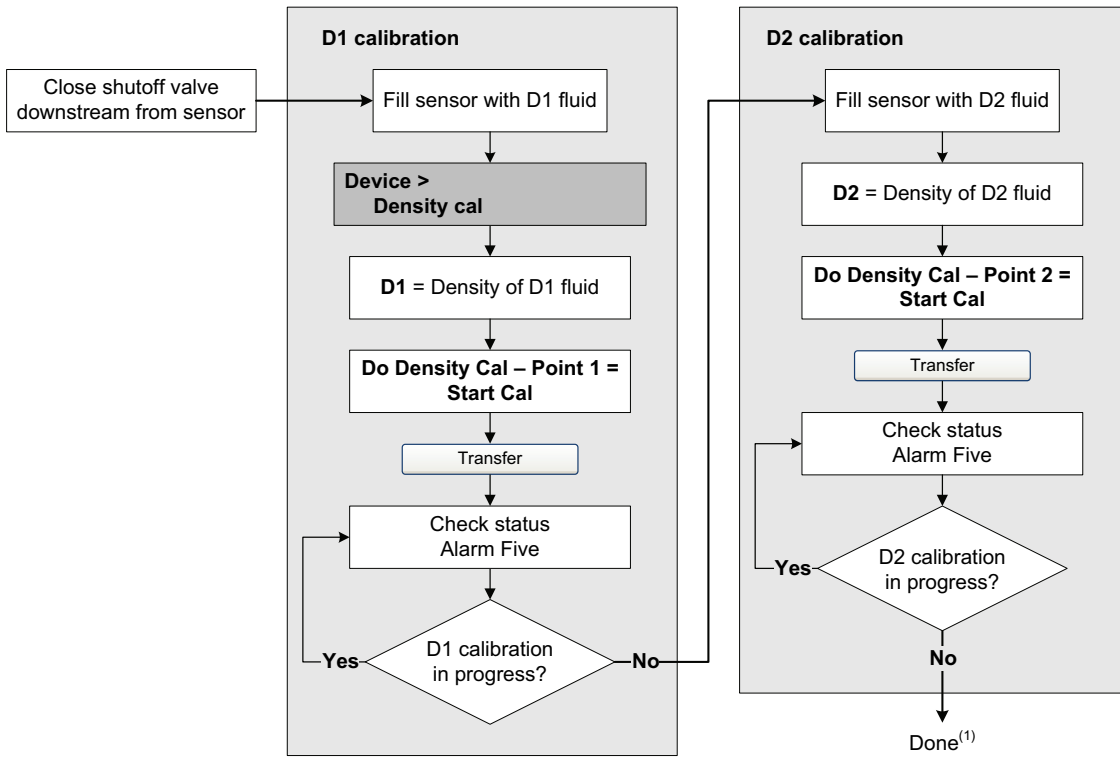 Close shutoff valve
downstream from sensor
D1 calibration
Fill sensor with D1 fluid
Device >
Density cal
D1 = Density of D1 fluid
Do Density Cal – Point 1 =
Start Cal
Transfer
Check status
Alarm Five
D1 calibration
in progress?
Yes
No
D2 calibration
Fill sensor with D2 fluid
D2 = Density of D2 fluid
Do Density Cal – Point 2 =
Start Cal
Transfer
Check status
Alarm Five
D2 calibration
in progress?
Yes
No
Done(1)